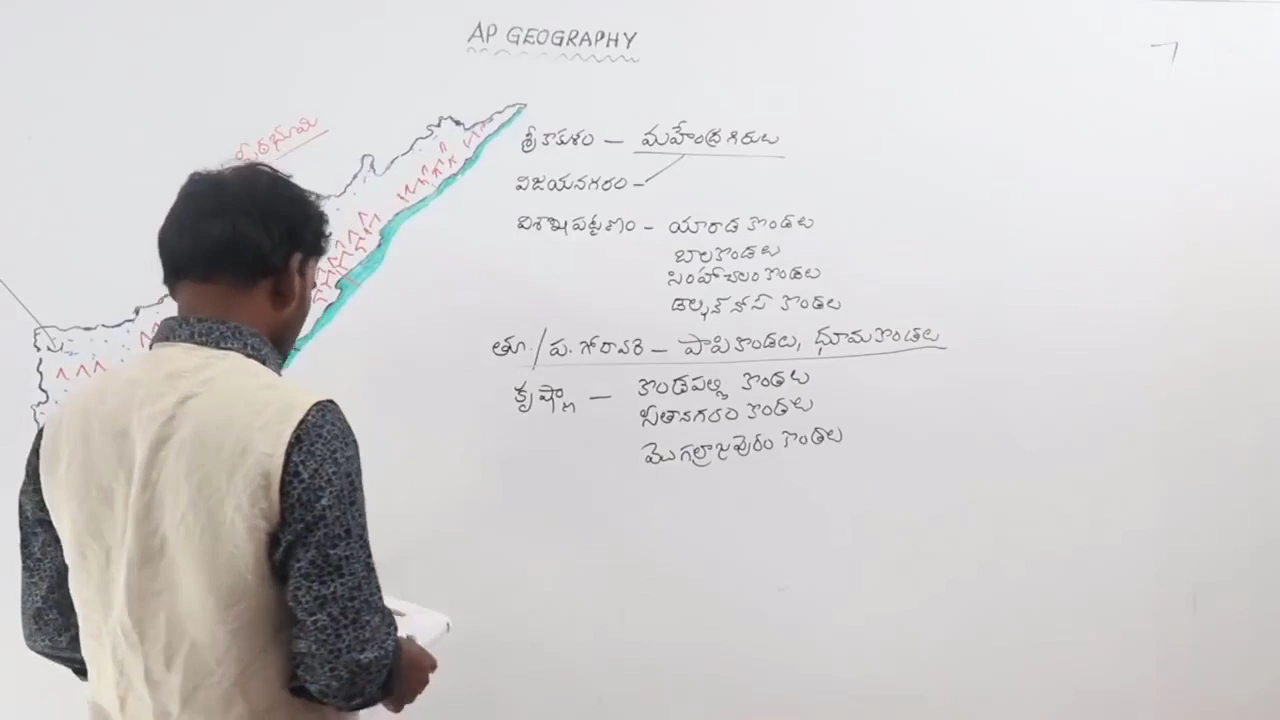 AP GEOGRAPHY
శ్రీకాకుళం – మహేంద్రగిరులు
విజయనగరం –
విశాఖపట్టణం – యారాడ కొండలు
బాలకొండలు
సింహాచలం కొండలు
డాల్ఫిన్ నోస్ కొండలు
తూ. / ప. గోదావరి – పాపికొండలు, ధూమకొండలు
కృష్ణా – కొండపల్లి కొండలు
సీతానగరం కొండలు
మొగల్రాజపురం కొండలు